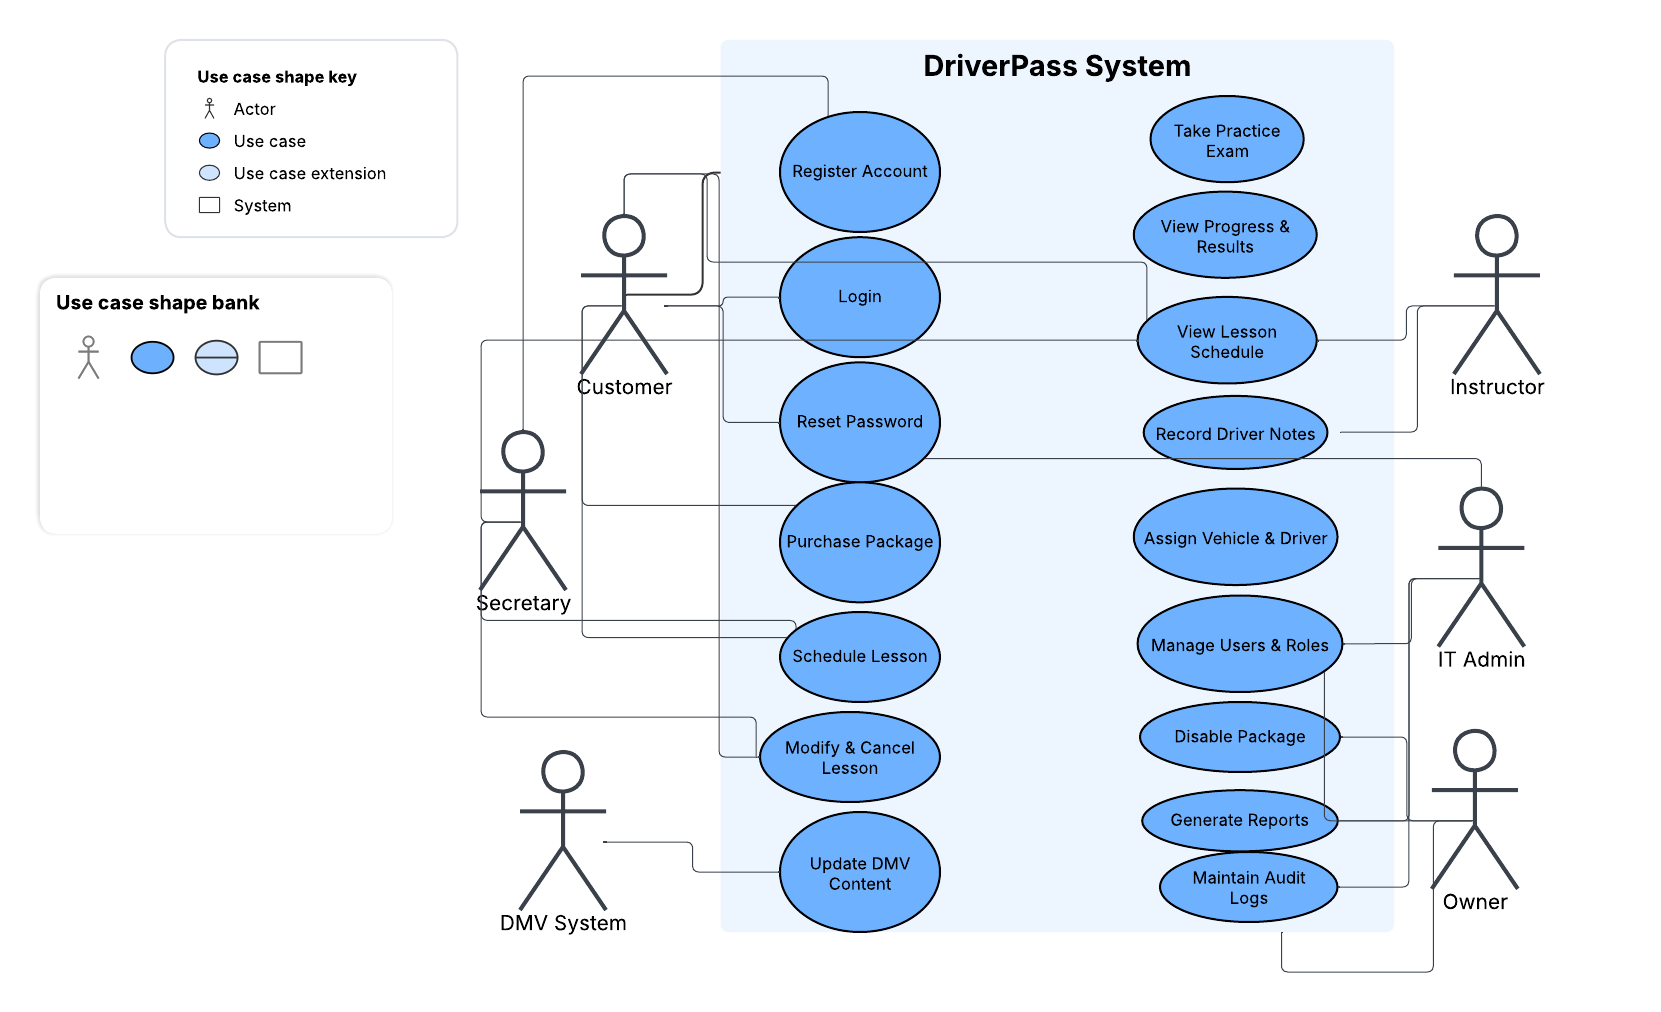 DriverPass System
Use case shape key
Actor
Use case
Use case extension
System
Use case shape bank
Register Account
Login
Reset Password
Purchase Package
Schedule Lesson
Modify & Cancel
Lesson
Update DMV
Content
Take Practice
Exam
View Progress &
Results
View Lesson
Schedule
Record Driver Notes
Assign Vehicle & Driver
Manage Users & Roles
Disable Package
Generate Reports
Maintain Audit
Logs
Customer
Secretary
DMV System
Instructor
IT Admin
Owner